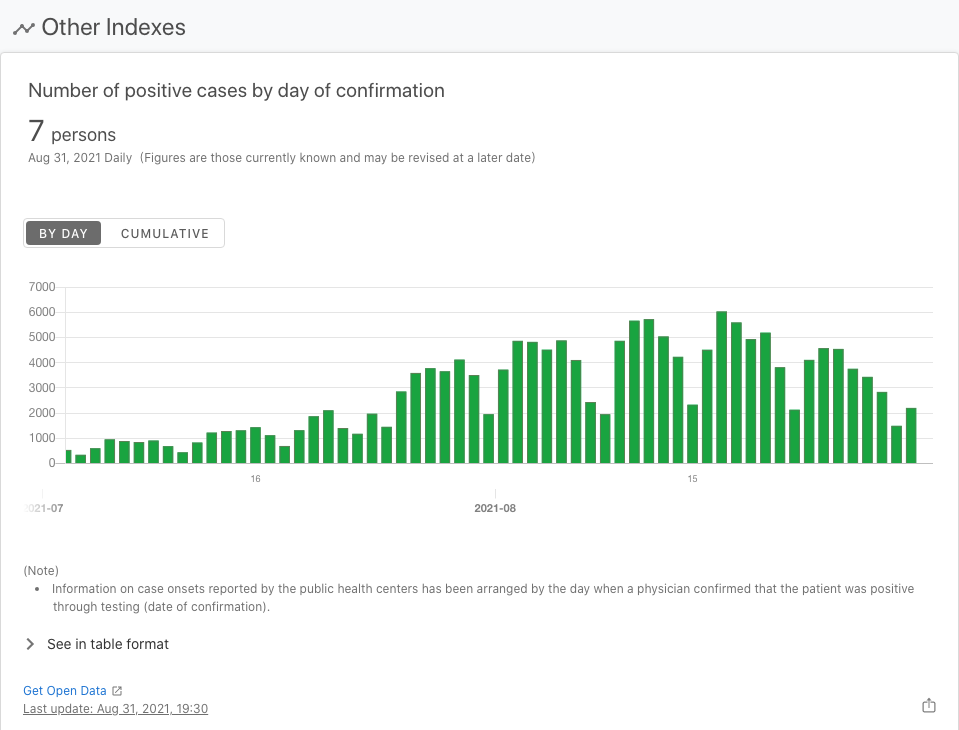 Other Indexes
Number of positive cases by day of confirmation
7 persons
Aug 31, 2021 Daily (Figures are those currently known and may be revised at a later date)
BY DAY CUMULATIVE
7000
6000
5000
4000
3000
2000
1000
0
16 15
2021-07 2021-08
(Note)
• Information on case onsets reported by the public health centers has been arranged by the day when a physician confirmed that the patient was positive
through testing (date of confirmation).
See in table format
Get Open Data
Last update: Aug 31, 2021, 19:30